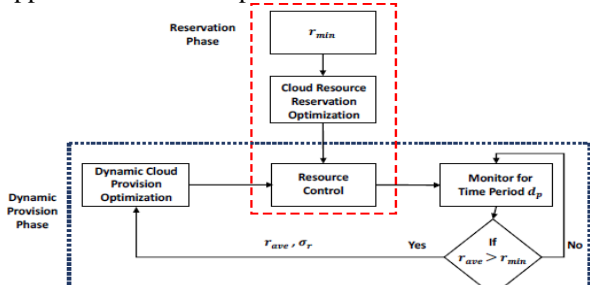 Reservation
Phase
r_min
Cloud Resource
Reservation
Optimization
Dynamic Cloud
Provision
Optimization
Resource
Control
Monitor for
Time Period d_p
Dynamic
Provision
Phase
r_ave , σ_r
Yes
If
r_ave > r_min
No